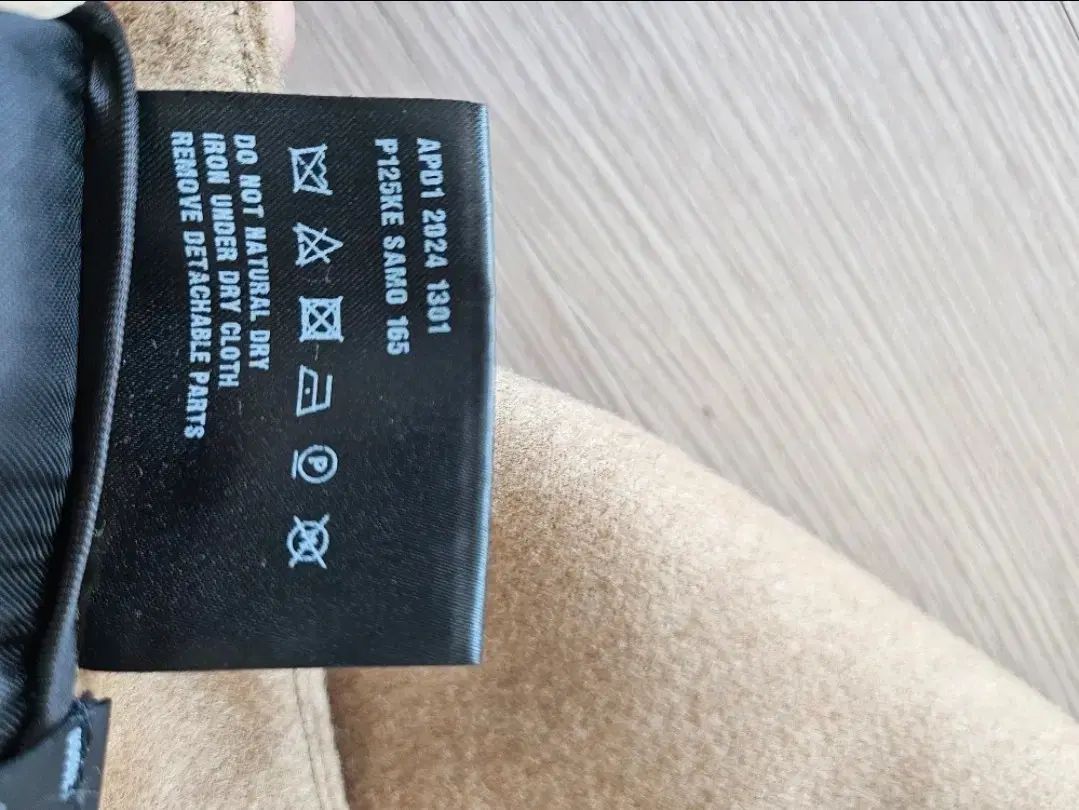 APD1 2024 1301
P125KE SAMO 165
P
DO NOT NATURAL DRY
IRON UNDER DRY CLOTH
REMOVE DETACHABLE PARTS